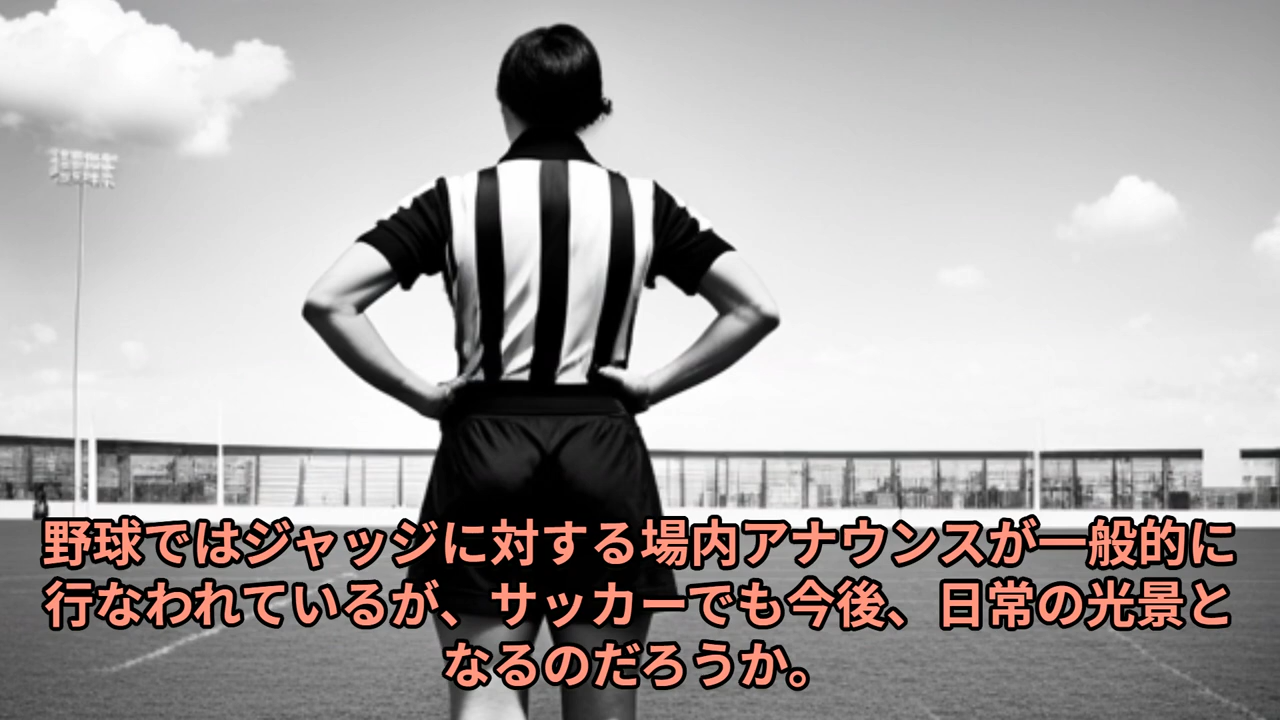 野球ではジャッジに対する場内アナウンスが一般的に
行なわれているが、サッカーでも今後、日常の光景と
なるのだろうか。